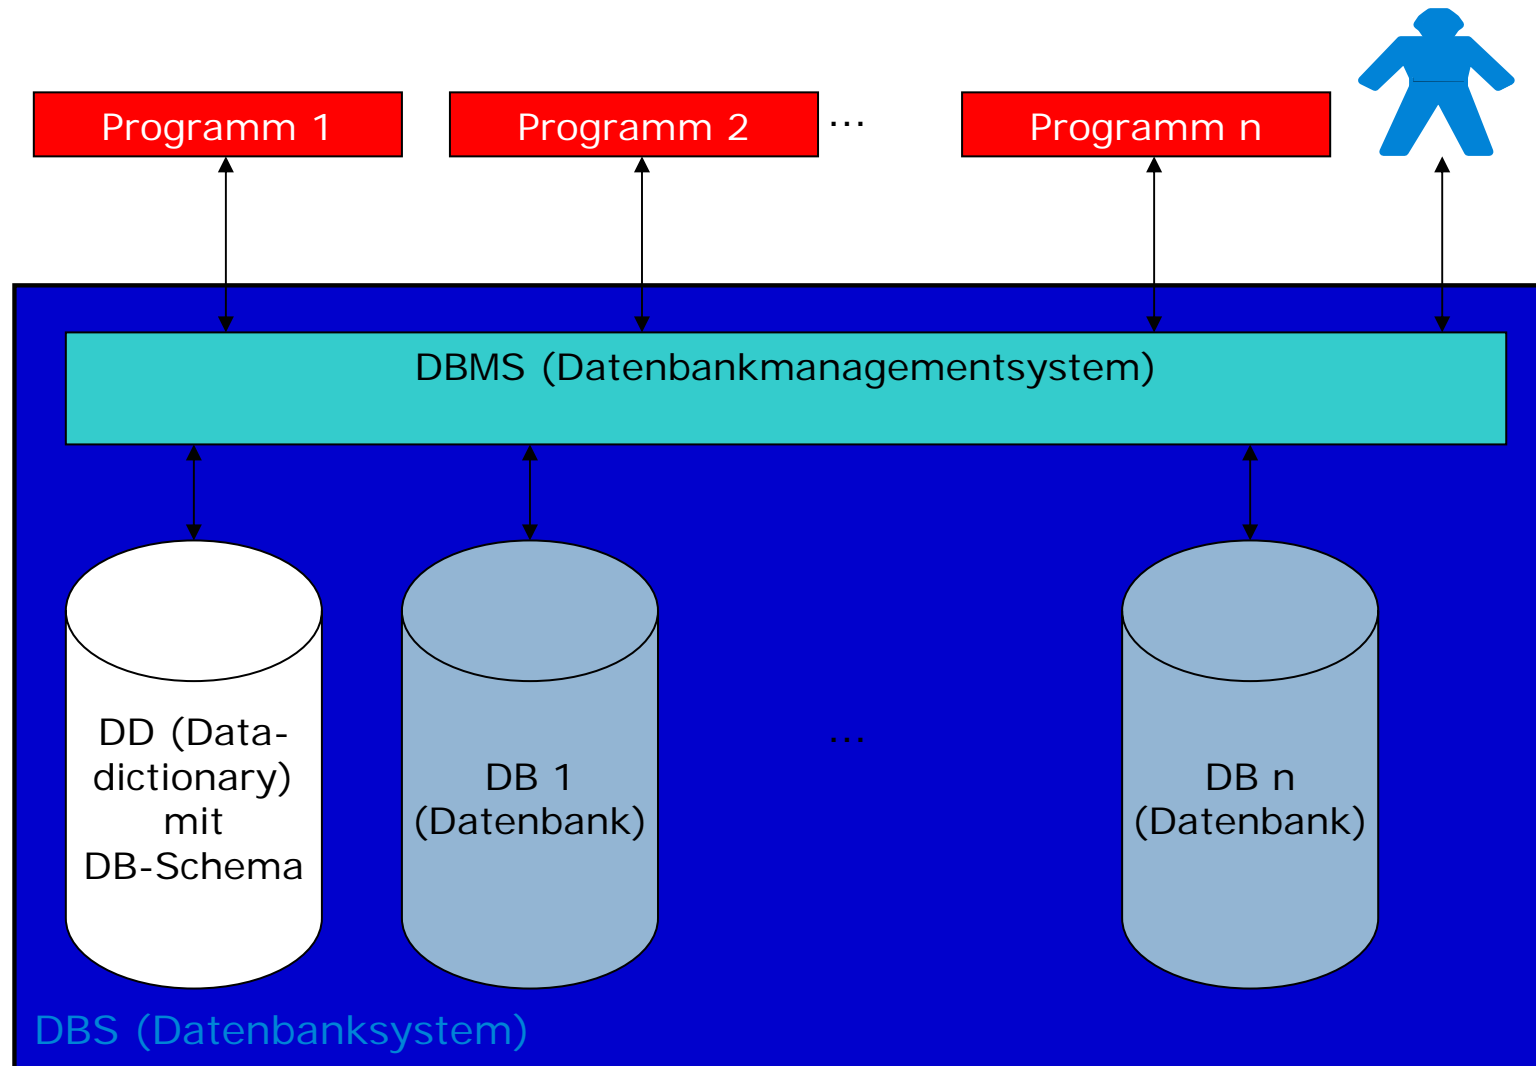 Programm 1
Programm 2
...
Programm n
DBMS (Datenbankmanagementsystem)
DD (Data-
dictionary)
mit
DB-Schema
DB 1
(Datenbank)
...
DB n
(Datenbank)
DBS (Datenbanksystem)